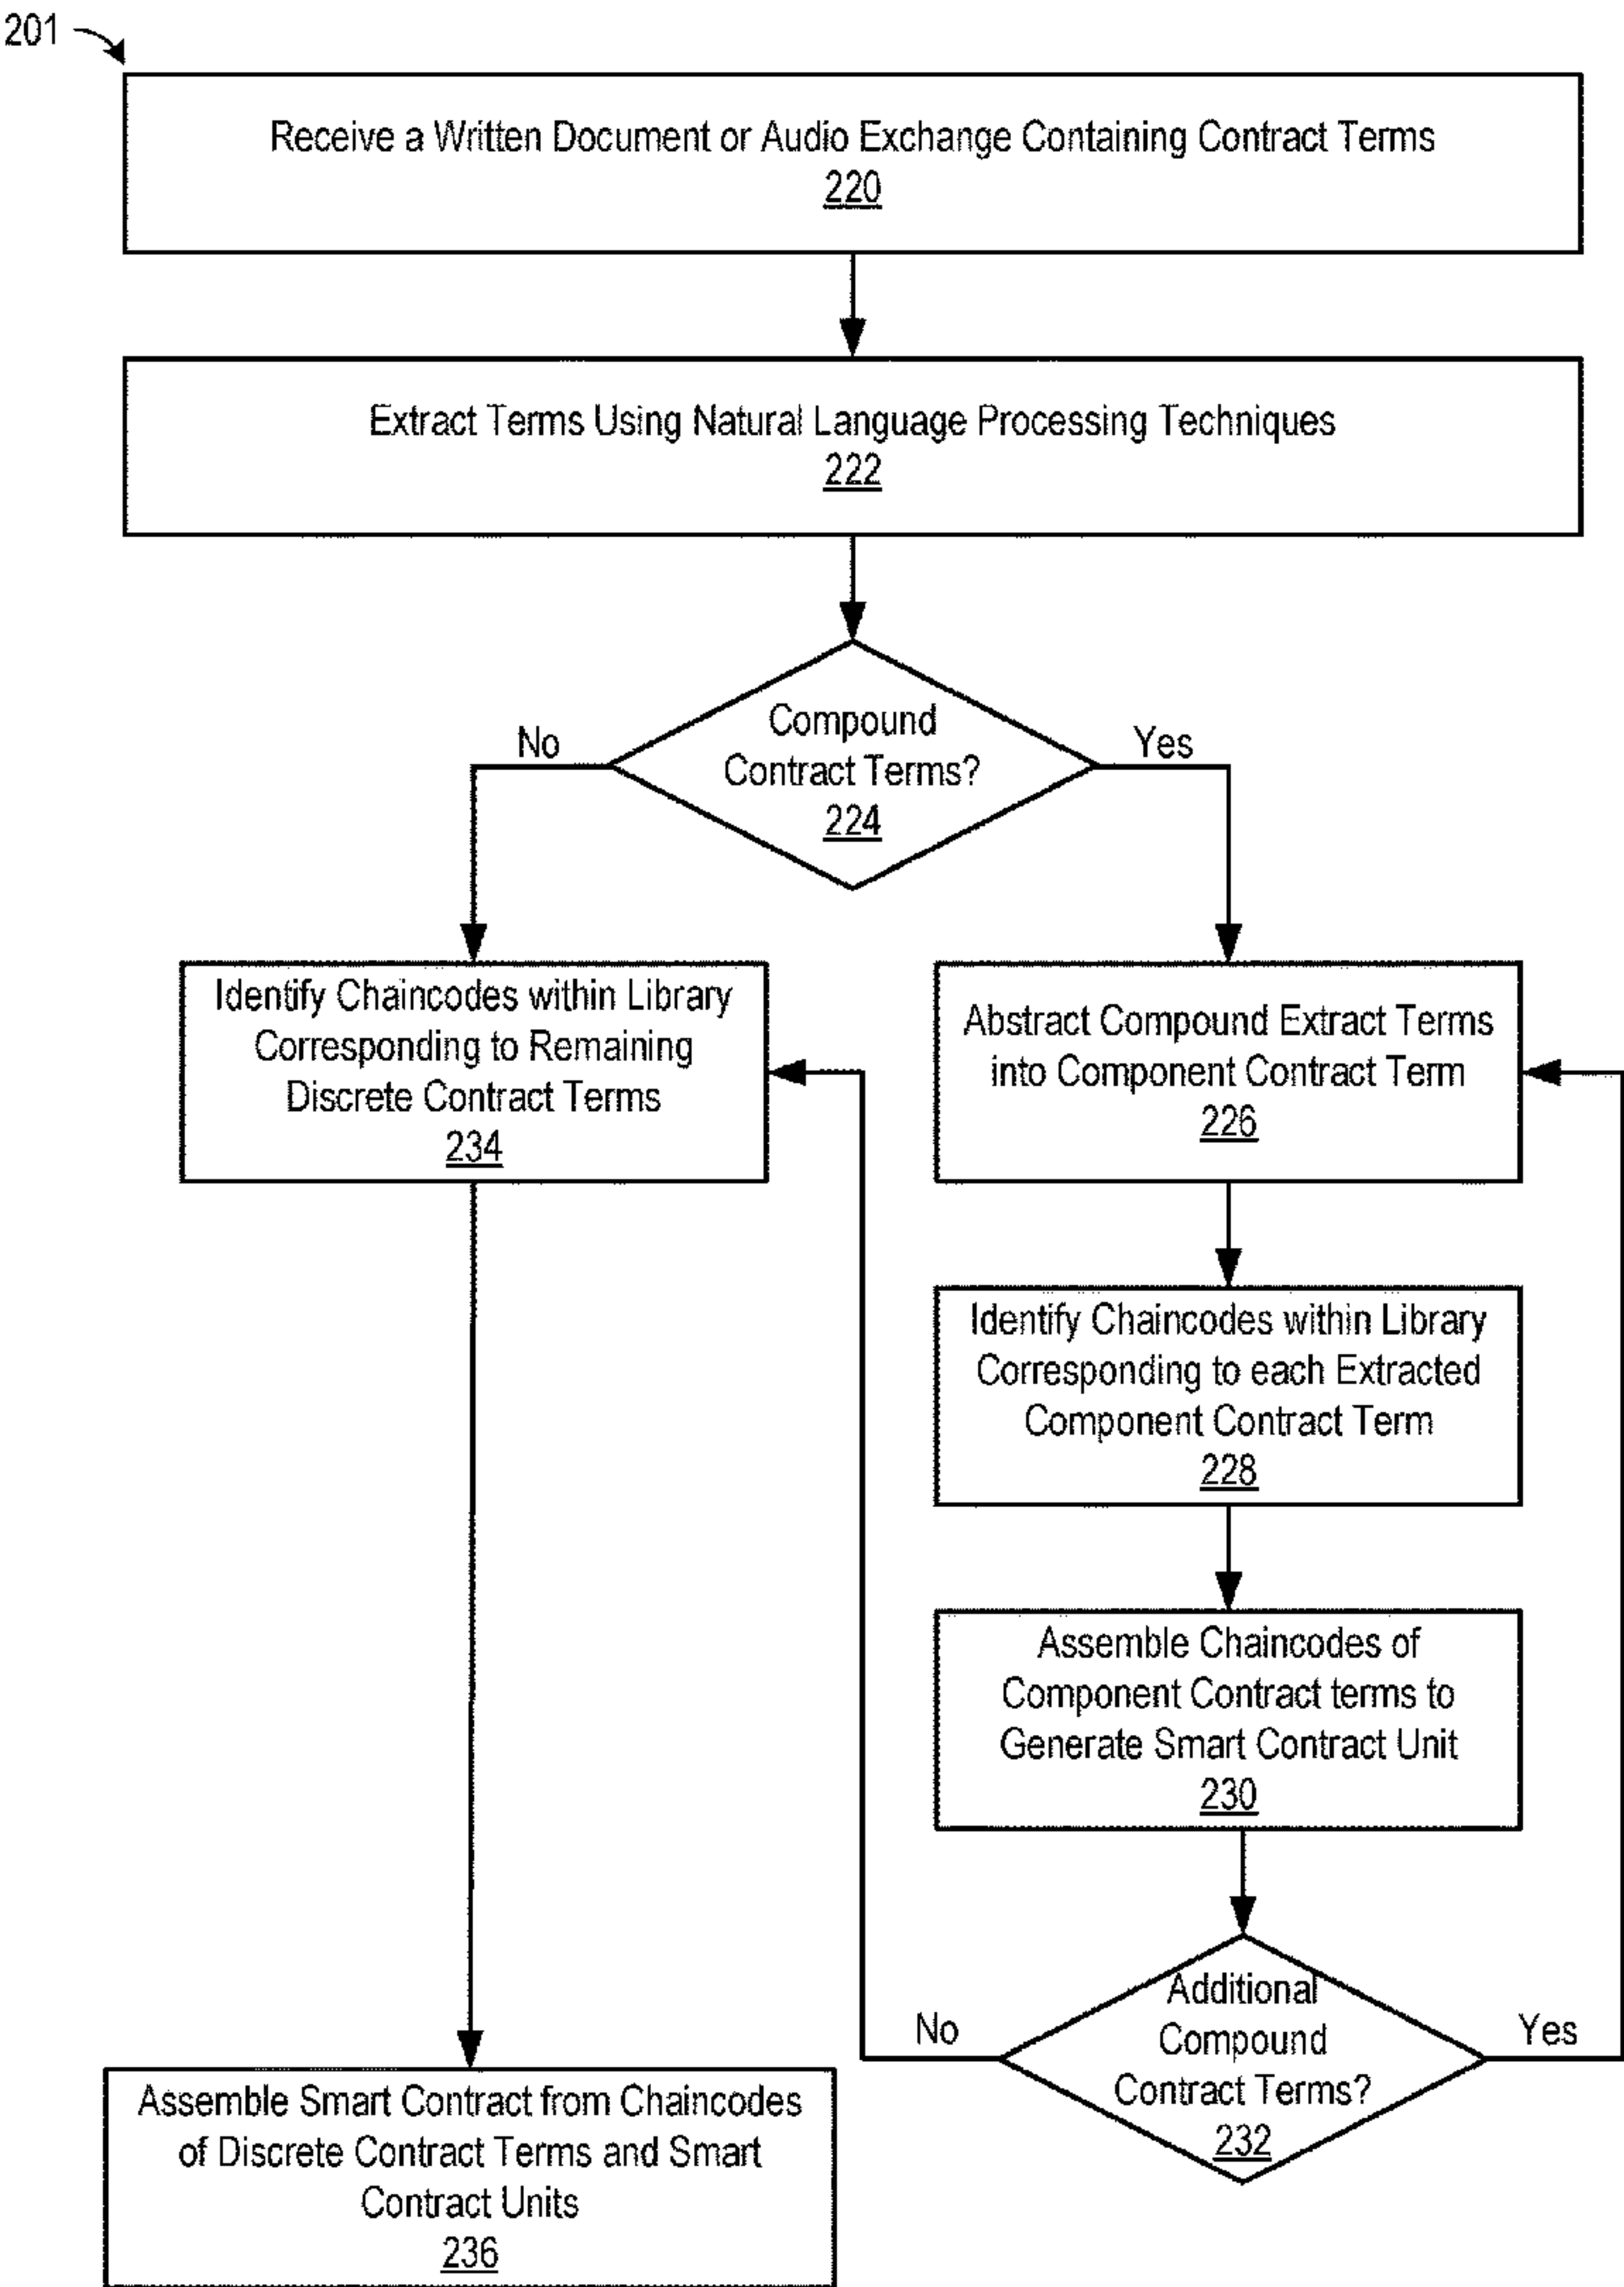 201
Receive a Written Document or Audio Exchange Containing Contract Terms
220
Extract Terms Using Natural Language Processing Techniques
222
Compound
Contract Terms?
224
No
Yes
Identify Chaincodes within Library
Corresponding to Remaining
Discrete Contract Terms
234
Abstract Compound Extract Terms
into Component Contract Term
226
Identify Chaincodes within Library
Corresponding to each Extracted
Component Contract Term
228
Assemble Chaincodes of
Component Contract terms to
Generate Smart Contract Unit
230
Additional
Compound
Contract Terms?
232
No
Yes
Assemble Smart Contract from Chaincodes
of Discrete Contract Terms and Smart
Contract Units
236